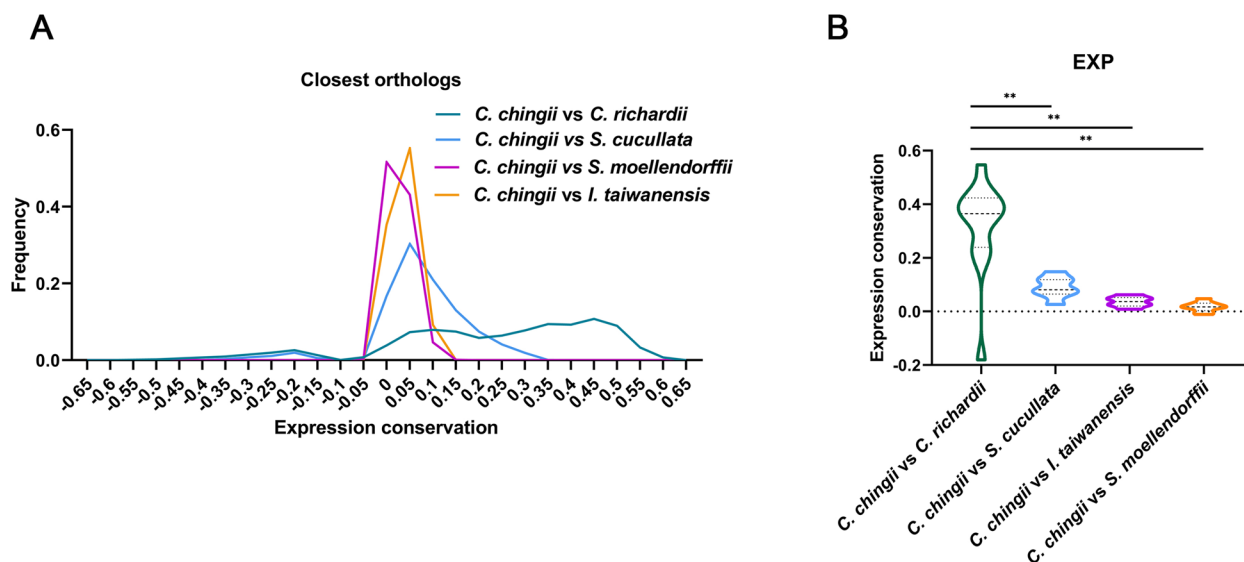 A
Closest orthologs
C. chingii vs C. richardii
C. chingii vs S. cucullata
C. chingii vs S. moellendorffii
C. chingii vs I. taiwanensis
Frequency
0.6
0.4
0.2
0.0
-0.65
-0.6
-0.55
-0.5
-0.45
-0.4
-0.35
-0.3
-0.25
-0.2
-0.15
-0.1
-0.05
0
0.05
0.1
0.15
0.2
0.25
0.3
0.35
0.4
0.45
0.5
0.55
0.6
0.65
Expression conservation
B
EXP
**
**
**
Expression conservation
0.6
0.4
0.2
0.0
-0.2
C. chingii vs C. richardii
C. chingii vs S. cucullata
C. chingii vs I. taiwanensis
C. chingii vs S. moellendorffii